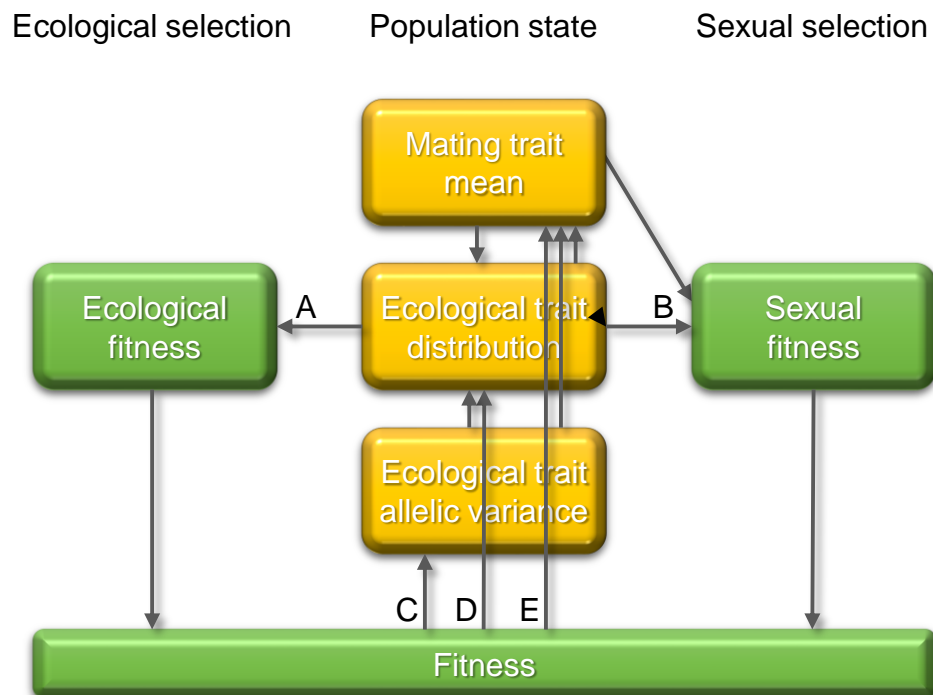 Ecological selection
Population state
Sexual selection
Mating trait
mean
Ecological
fitness
A
Ecological trait
distribution
B
Sexual
fitness
Ecological trait
allelic variance
C
D
E
Fitness